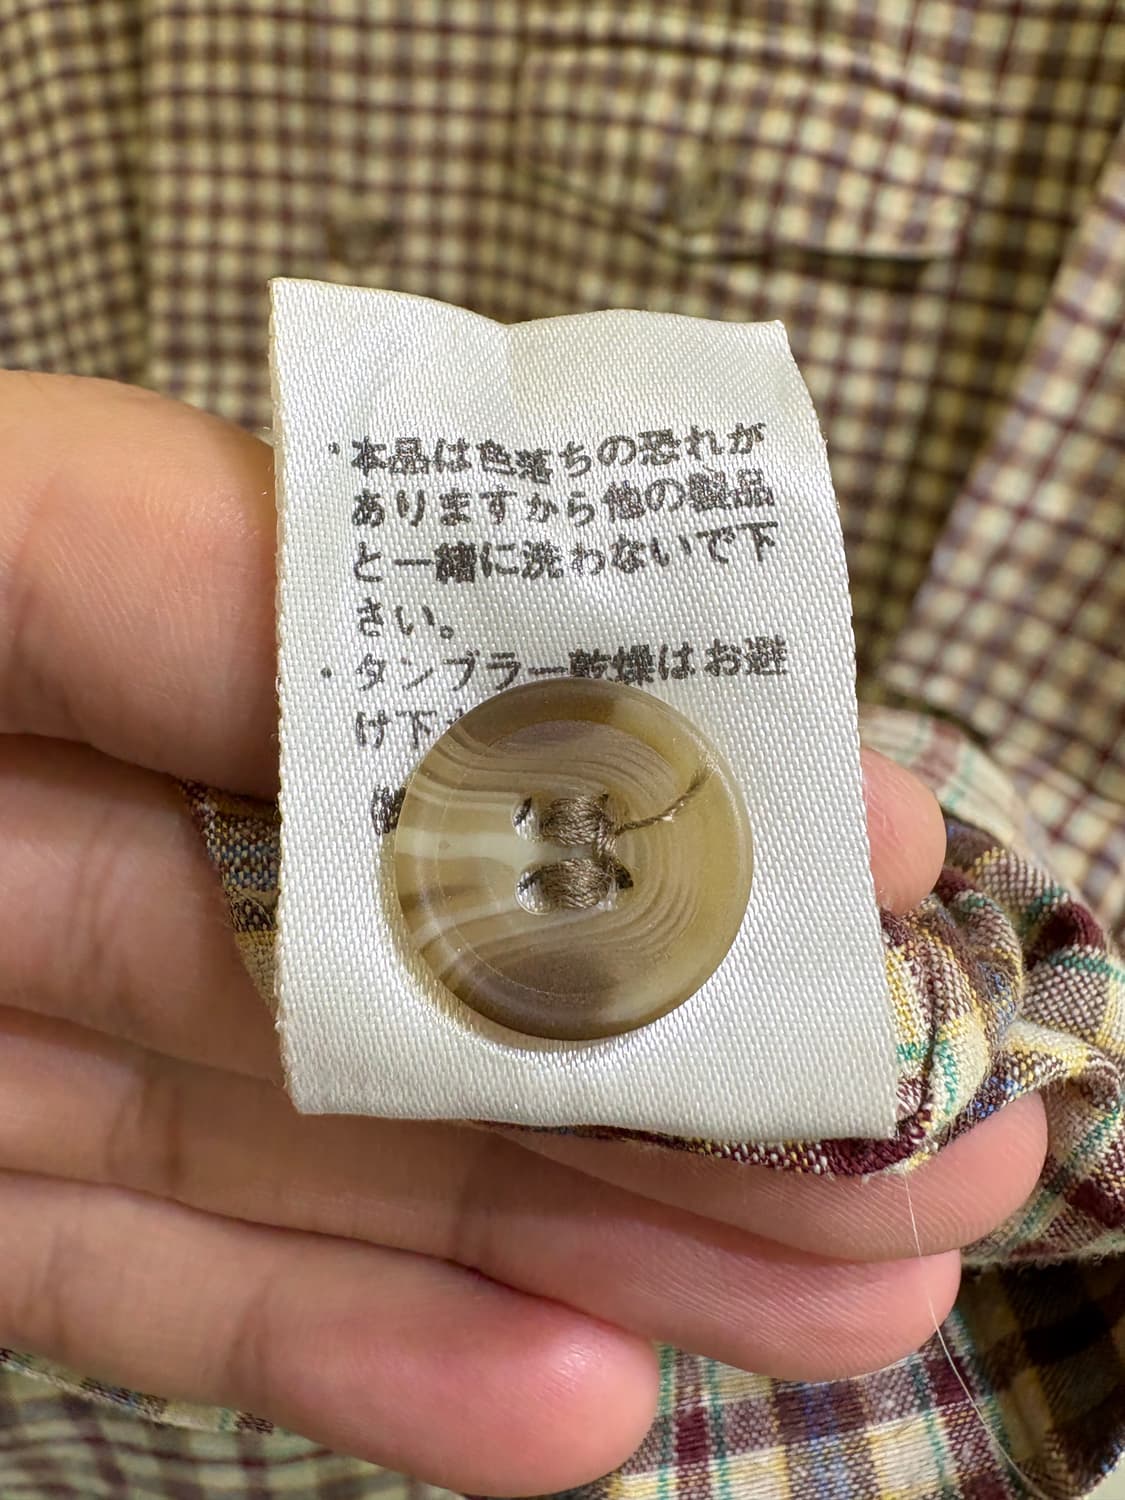 ・本品は色落ちの恐れが
ありますから他の製品
と一緒に洗わないで下
さい。
・タンブラー乾燥はお避
け下